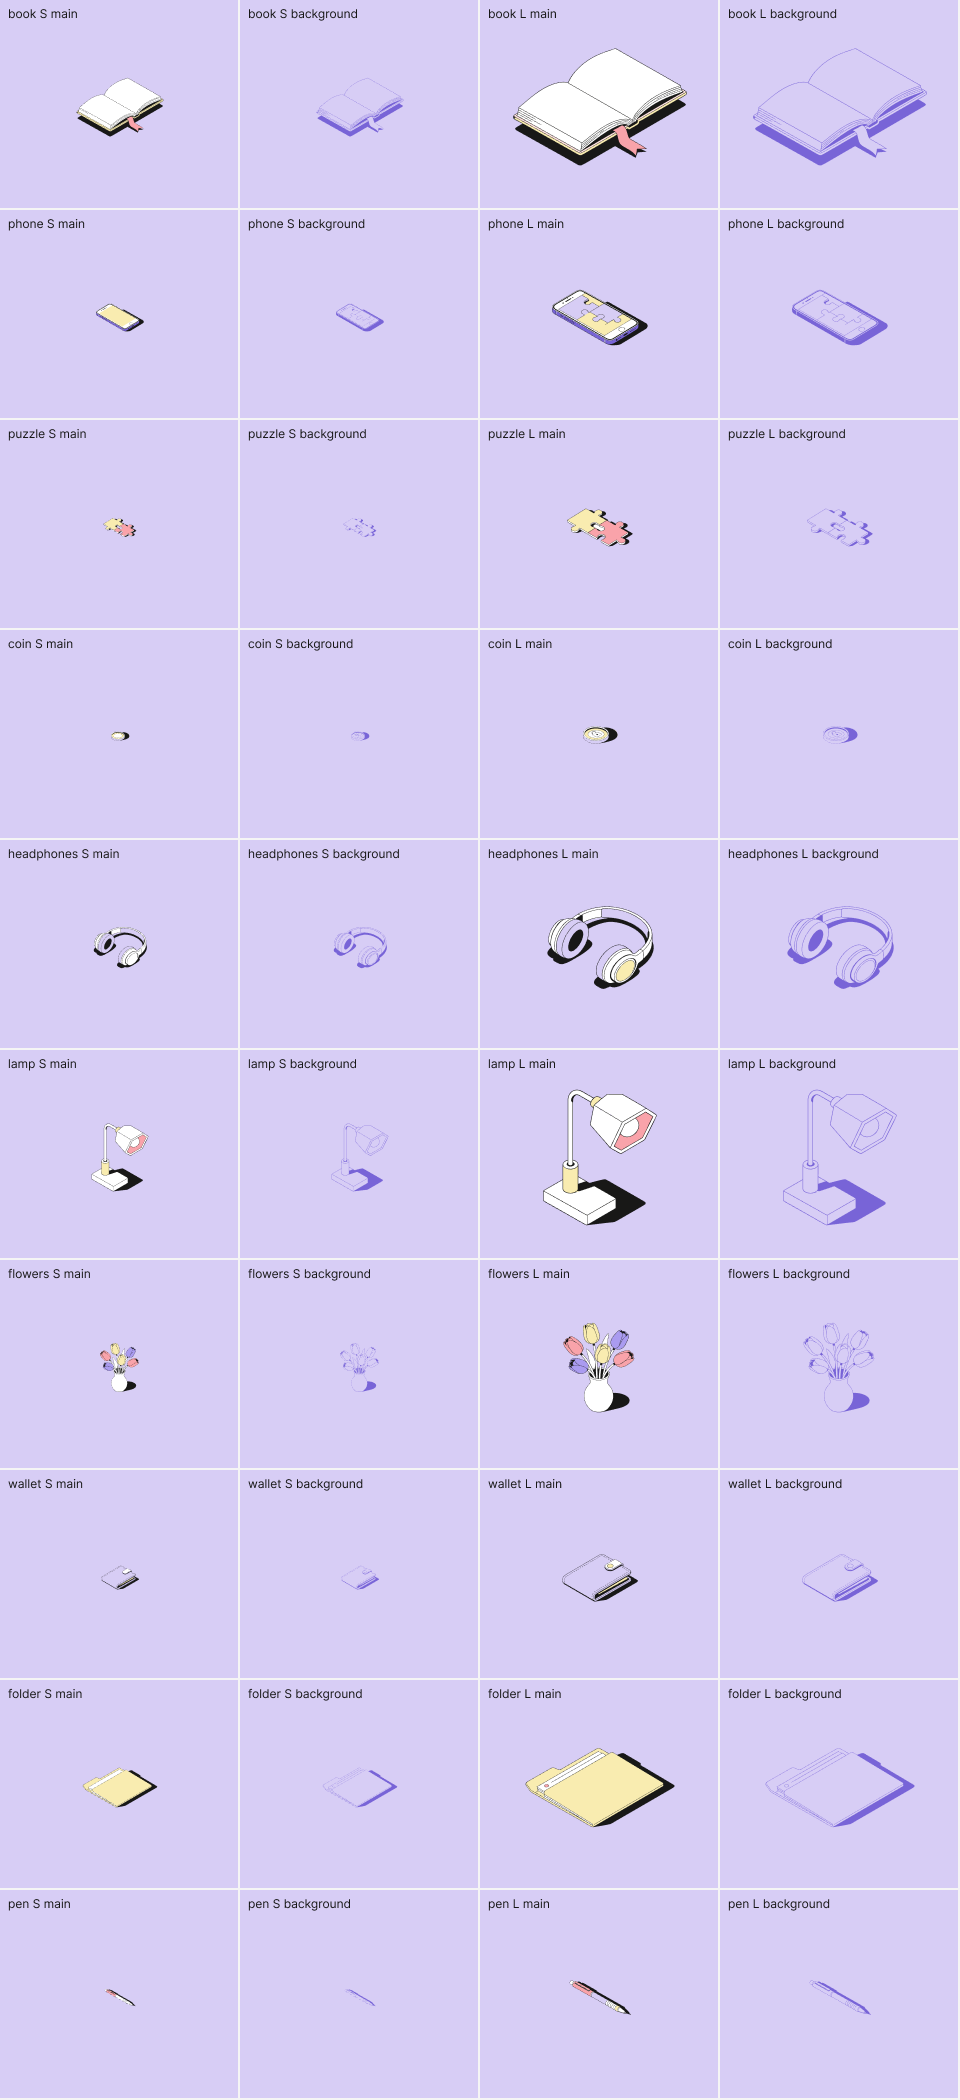 book S main
book S background
book L main
book L background
phone S main
phone S background
phone L main
phone L background
puzzle S main
puzzle S background
puzzle L main
puzzle L background
coin S main
coin S background
coin L main
coin L background
headphones S main
headphones S background
headphones L main
headphones L background
lamp S main
lamp S background
lamp L main
lamp L background
flowers S main
flowers S background
flowers L main
flowers L background
wallet S main
wallet S background
wallet L main
wallet L background
folder S main
folder S background
folder L main
folder L background
pen S main
pen S background
pen L main
pen L background